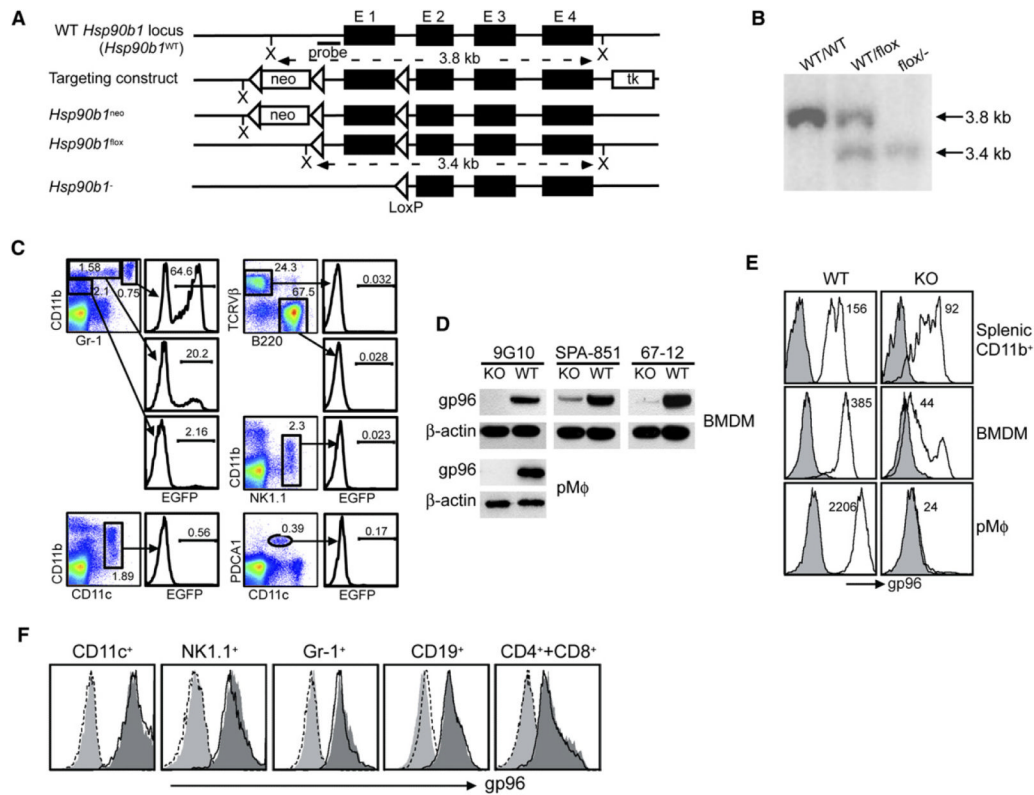 A
WT Hsp90b1 locus
(Hsp90b1WT)
E 1 E 2 E 3 E 4
probe
X 3.8 kb X
Targeting construct
neo tk
X
Hsp90b1neo
neo
X
Hsp90b1flox
X 3.4 kb X
Hsp90b1-
LoxP
B
WT/WT WT/flox flox/-
3.8 kb
3.4 kb
C
1.58
0.75
2.1
CD11b
Gr-1
64.6
20.2
2.16
EGFP
TCRVβ
24.3
67.5
B220
0.032
0.028
CD11b
2.3
NK1.1
0.023
EGFP
CD11b
1.89
CD11c
0.56
EGFP
PDCA1
0.39
CD11c
0.17
EGFP
D
9G10 SPA-851 67-12
KO WT KO WT KO WT
gp96
β-actin
BMDM
gp96
β-actin
pMϕ
E
WT KO
156 92 Splenic
CD11b+
385 44 BMDM
2206 24 pMϕ
gp96
F
CD11c+ NK1.1+ Gr-1+ CD19+ CD4++CD8+
gp96